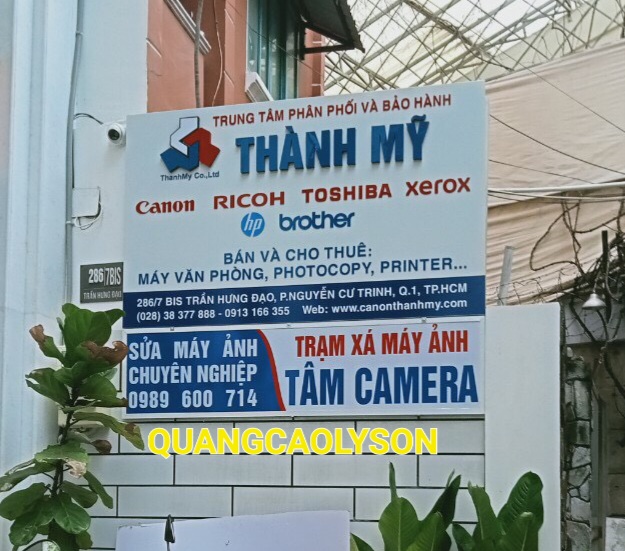 TRUNG TÂM PHÂN PHỐI VÀ BẢO HÀNH
THÀNH MỸ
ThanhMy Co.,Ltd
Canon RICOH TOSHIBA xerox
hp brother
BÁN VÀ CHO THUÊ:
MÁY VĂN PHÒNG, PHOTOCOPY, PRINTER...
286/7 BIS TRẦN HƯNG ĐẠO, P.NGUYỄN CƯ TRINH, Q.1, TP.HCM
(028) 38 377 888 - 0913 166 355 Web: www.canonthanhmy.com
286/7BIS
TRẦN HƯNG ĐẠO
SỬA MÁY ẢNH
CHUYÊN NGHIỆP
0989 600 714
TRẠM XÁ MÁY ẢNH
TÂM CAMERA
QUANGCAOLYSON